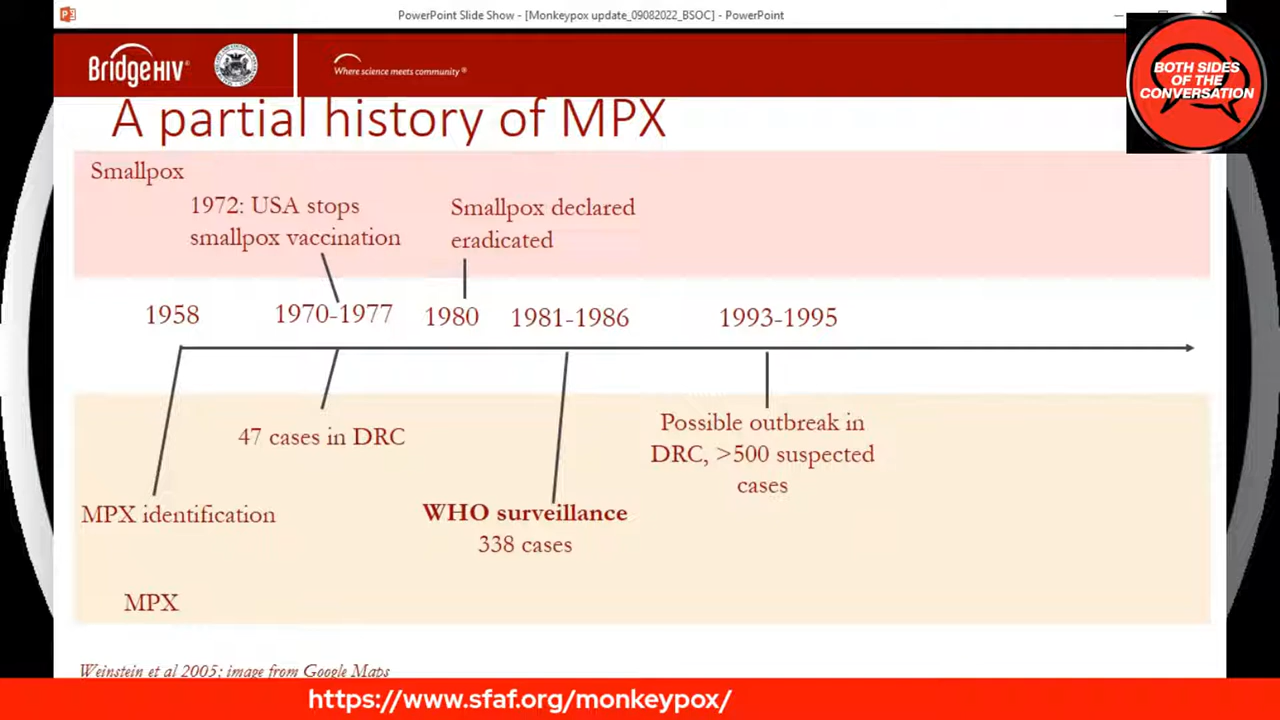 PowerPoint Slide Show - [Monkeypox update_09082022_BSOC] - PowerPoint
BridgeHIV®
Where science meets community®
BOTH SIDES
OF THE
CONVERSATION
A partial history of MPX
Smallpox
1972: USA stops
smallpox vaccination
Smallpox declared
eradicated
1958
1970-1977
1980
1981-1986
1993-1995
47 cases in DRC
Possible outbreak in
DRC, >500 suspected
cases
MPX identification
WHO surveillance
338 cases
MPX
Weinstein et al 2005; image from Google Maps
https://www.sfaf.org/monkeypox/